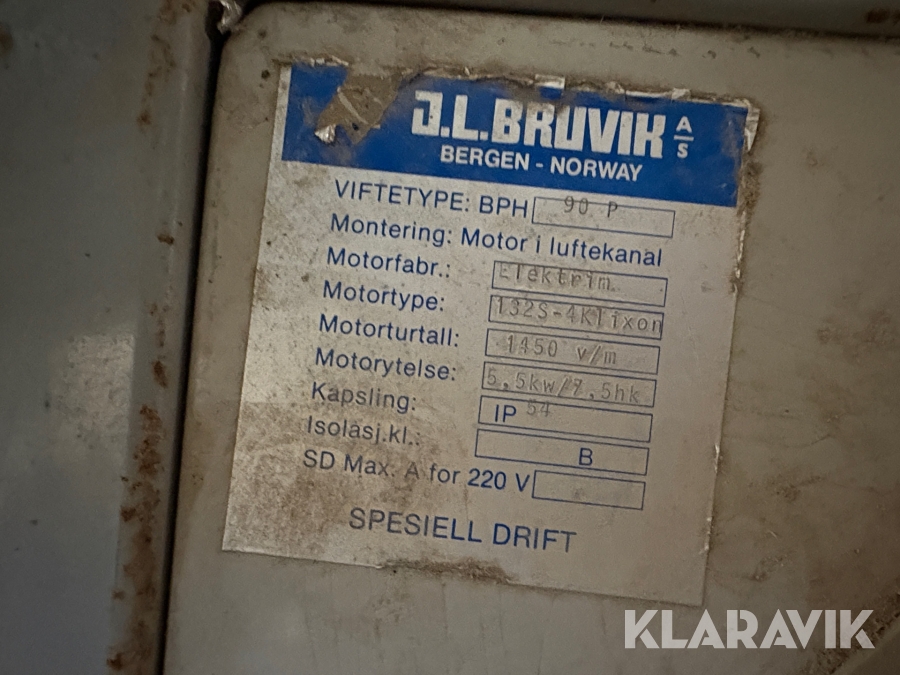 J.L.BRUVIK A/S
BERGEN - NORWAY
VIFTETYPE: BPH 90 P
Montering: Motor i luftekanal
Motorfabr.: Elektrim
Motortype: 132S-4KTixon
Motorturtall: 1450 v/m
Motorytelse: 5,5kw/7,5hk
Kapsling: IP 54
Isolasj.kl.: B
SD Max. A for 220 V
SPESIELL DRIFT
KLARAVIK